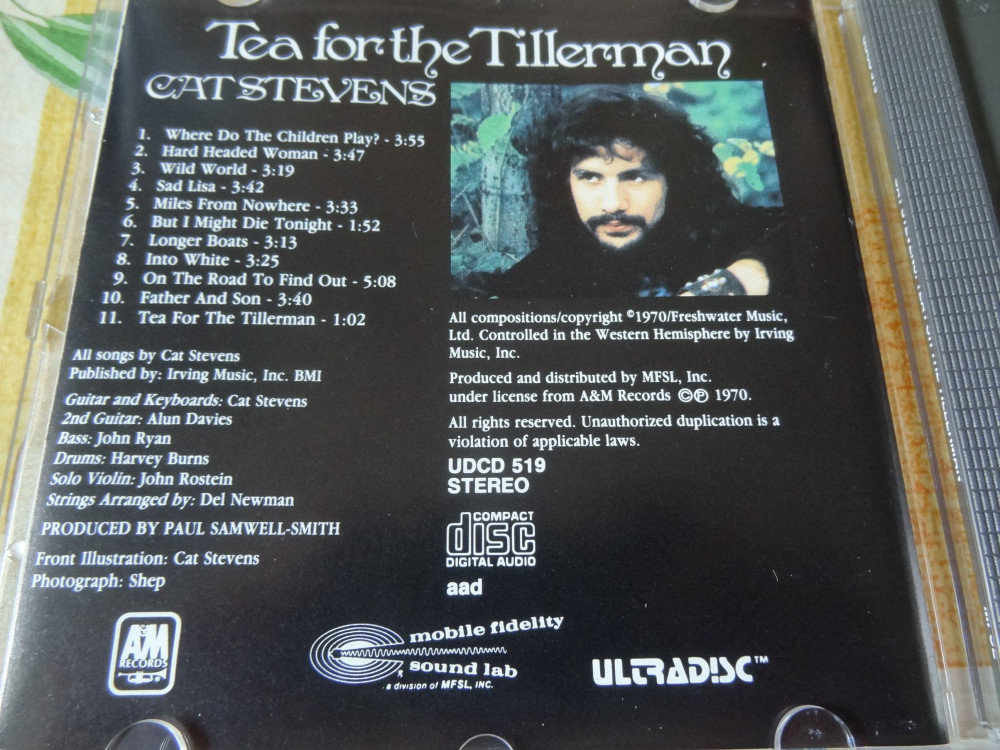 Tea for the Tillerman
CAT STEVENS
1. Where Do The Children Play? - 3:55
2. Hard Headed Woman - 3:47
3. Wild World - 3:19
4. Sad Lisa - 3:42
5. Miles From Nowhere - 3:33
6. But I Might Die Tonight - 1:52
7. Longer Boats - 3:13
8. Into White - 3:25
9. On The Road To Find Out - 5:08
10. Father And Son - 3:40
11. Tea For The Tillerman - 1:02
All songs by Cat Stevens
Published by: Irving Music, Inc. BMI
Guitar and Keyboards: Cat Stevens
2nd Guitar: Alun Davies
Bass: John Ryan
Drums: Harvey Burns
Solo Violin: John Rostein
Strings Arranged by: Del Newman
PRODUCED BY PAUL SAMWELL-SMITH
Front Illustration: Cat Stevens
Photograph: Shep
All compositions/copyright ©1970/Freshwater Music,
Ltd. Controlled in the Western Hemisphere by Irving
Music, Inc.
Produced and distributed by MFSL, Inc.
under license from A&M Records ©℗ 1970.
All rights reserved. Unauthorized duplication is a
violation of applicable laws.
UDCD 519
STEREO
COMPACT
disc
DIGITAL AUDIO
aad
A&M
RECORDS
mobile fidelity
sound lab
a division of MFSL, INC.
ULTRADISC™